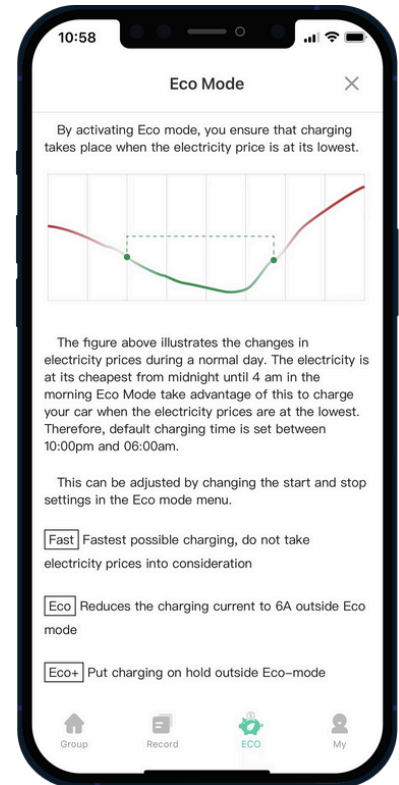 10:58
Eco Mode
By activating Eco mode, you ensure that charging
takes place when the electricity price is at its lowest.
The figure above illustrates the changes in
electricity prices during a normal day. The electricity is
at its cheapest from midnight until 4 am in the
morning Eco Mode take advantage of this to charge
your car when the electricity prices are at the lowest.
Therefore, default charging time is set between
10:00pm and 06:00am.
This can be adjusted by changing the start and stop
settings in the Eco mode menu.
Fast Fastest possible charging, do not take
electricity prices into consideration
Eco Reduces the charging current to 6A outside Eco
mode
Eco+ Put charging on hold outside Eco-mode
Group Record ECO My